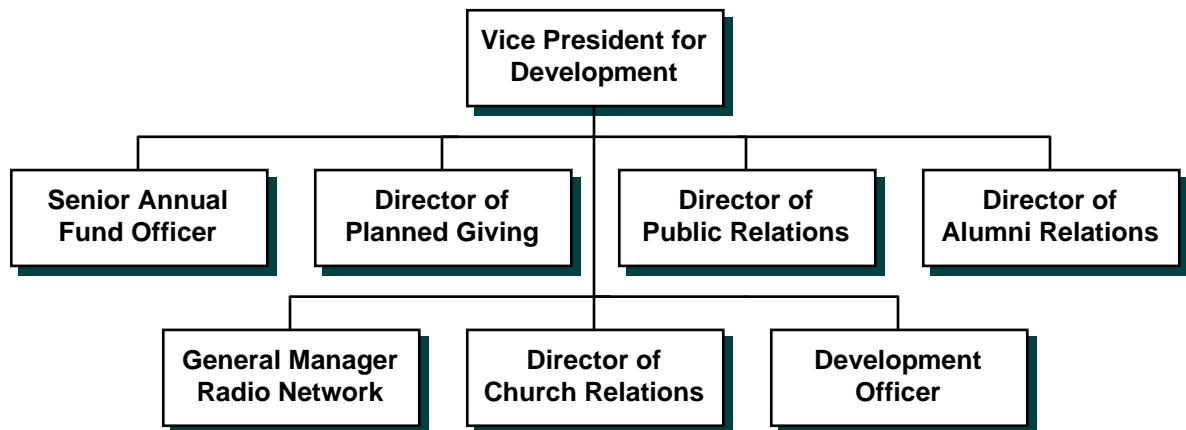 Vice President for
Development
Senior Annual
Fund Officer
Director of
Planned Giving
Director of
Public Relations
Director of
Alumni Relations
General Manager
Radio Network
Director of
Church Relations
Development
Officer